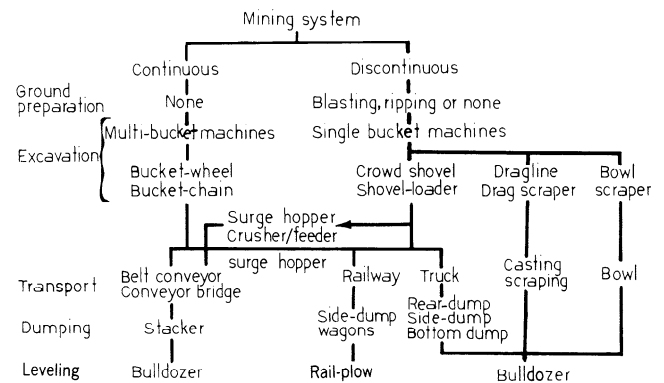 Mining system
Continuous Discontinuous
Ground
preparation None Blasting, ripping or none
Multi-bucket machines Single bucket machines
Excavation
Bucket-wheel Crowd shovel Dragline Bowl
Bucket-chain Shovel-loader Drag scraper scraper
Surge hopper
Crusher/feeder
surge hopper
Transport Belt conveyor Railway Truck Casting Bowl
Conveyor bridge scraping
Dumping Stacker Side-dump Rear-dump
wagons Side-dump
Bottom dump
Leveling Bulldozer Rail-plow Bulldozer